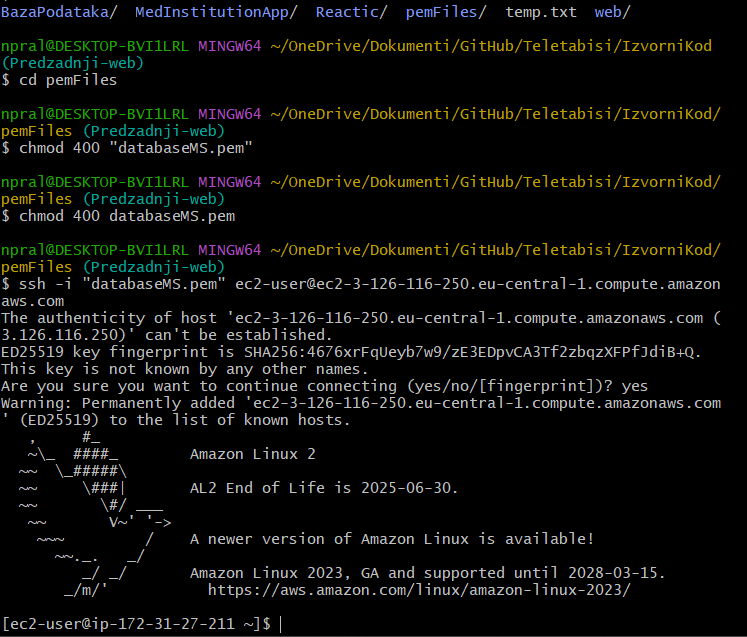 BazaPodataka/  MedInstitutionApp/  Reactic/  pemFiles/  temp.txt  web/
npral@DESKTOP-BVI1LRL MINGW64 ~/OneDrive/Dokumenti/GitHub/Teletabisi/IzvorniKod
(Predzadnji-web)
$ cd pemFiles
npral@DESKTOP-BVI1LRL MINGW64 ~/OneDrive/Dokumenti/GitHub/Teletabisi/IzvorniKod/
pemFiles (Predzadnji-web)
$ chmod 400 "databaseMS.pem"
npral@DESKTOP-BVI1LRL MINGW64 ~/OneDrive/Dokumenti/GitHub/Teletabisi/IzvorniKod/
pemFiles (Predzadnji-web)
$ chmod 400 databaseMS.pem
npral@DESKTOP-BVI1LRL MINGW64 ~/OneDrive/Dokumenti/GitHub/Teletabisi/IzvorniKod/
pemFiles (Predzadnji-web)
$ ssh -i "databaseMS.pem" ec2-user@ec2-3-126-116-250.eu-central-1.compute.amazon
aws.com
The authenticity of host 'ec2-3-126-116-250.eu-central-1.compute.amazonaws.com (
3.126.116.250)' can't be established.
ED25519 key fingerprint is SHA256:4676xrFqUeyb7w9/zE3EDpvCA3Tf2zbqzXFPfJdiB+Q.
This key is not known by any other names.
Are you sure you want to continue connecting (yes/no/[fingerprint])? yes
Warning: Permanently added 'ec2-3-126-116-250.eu-central-1.compute.amazonaws.com
' (ED25519) to the list of known hosts.
   ,     #_
   ~\_  ####_        Amazon Linux 2
  ~~  \_#####\
  ~~     \###|       AL2 End of Life is 2025-06-30.
  ~~       \#/ ___
   ~~       V~' '->
    ~~~         /    A newer version of Amazon Linux is available!
      ~~._.   _/
         _/ _/       Amazon Linux 2023, GA and supported until 2028-03-15.
       _/m/'           https://aws.amazon.com/linux/amazon-linux-2023/
[ec2-user@ip-172-31-27-211 ~]$